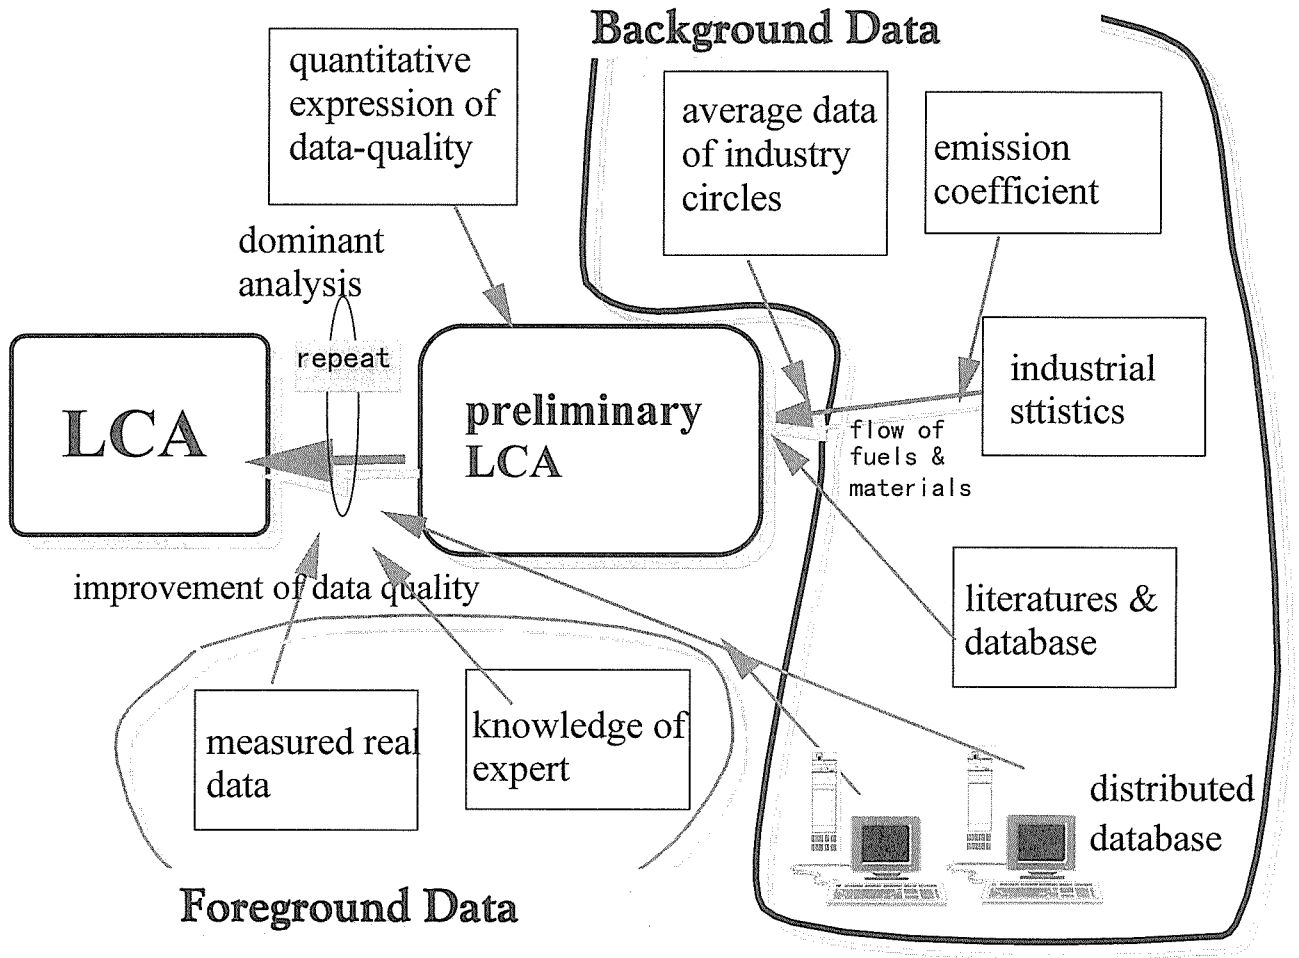 Background Data
quantitative
expression of
data-quality
average data
of industry
circles
emission
coefficient
dominant
analysis
repeat
LCA
preliminary
LCA
industrial
sttistics
flow of
fuels &
materials
improvement of data quality
literatures &
database
measured real
data
knowledge of
expert
distributed
database
Foreground Data